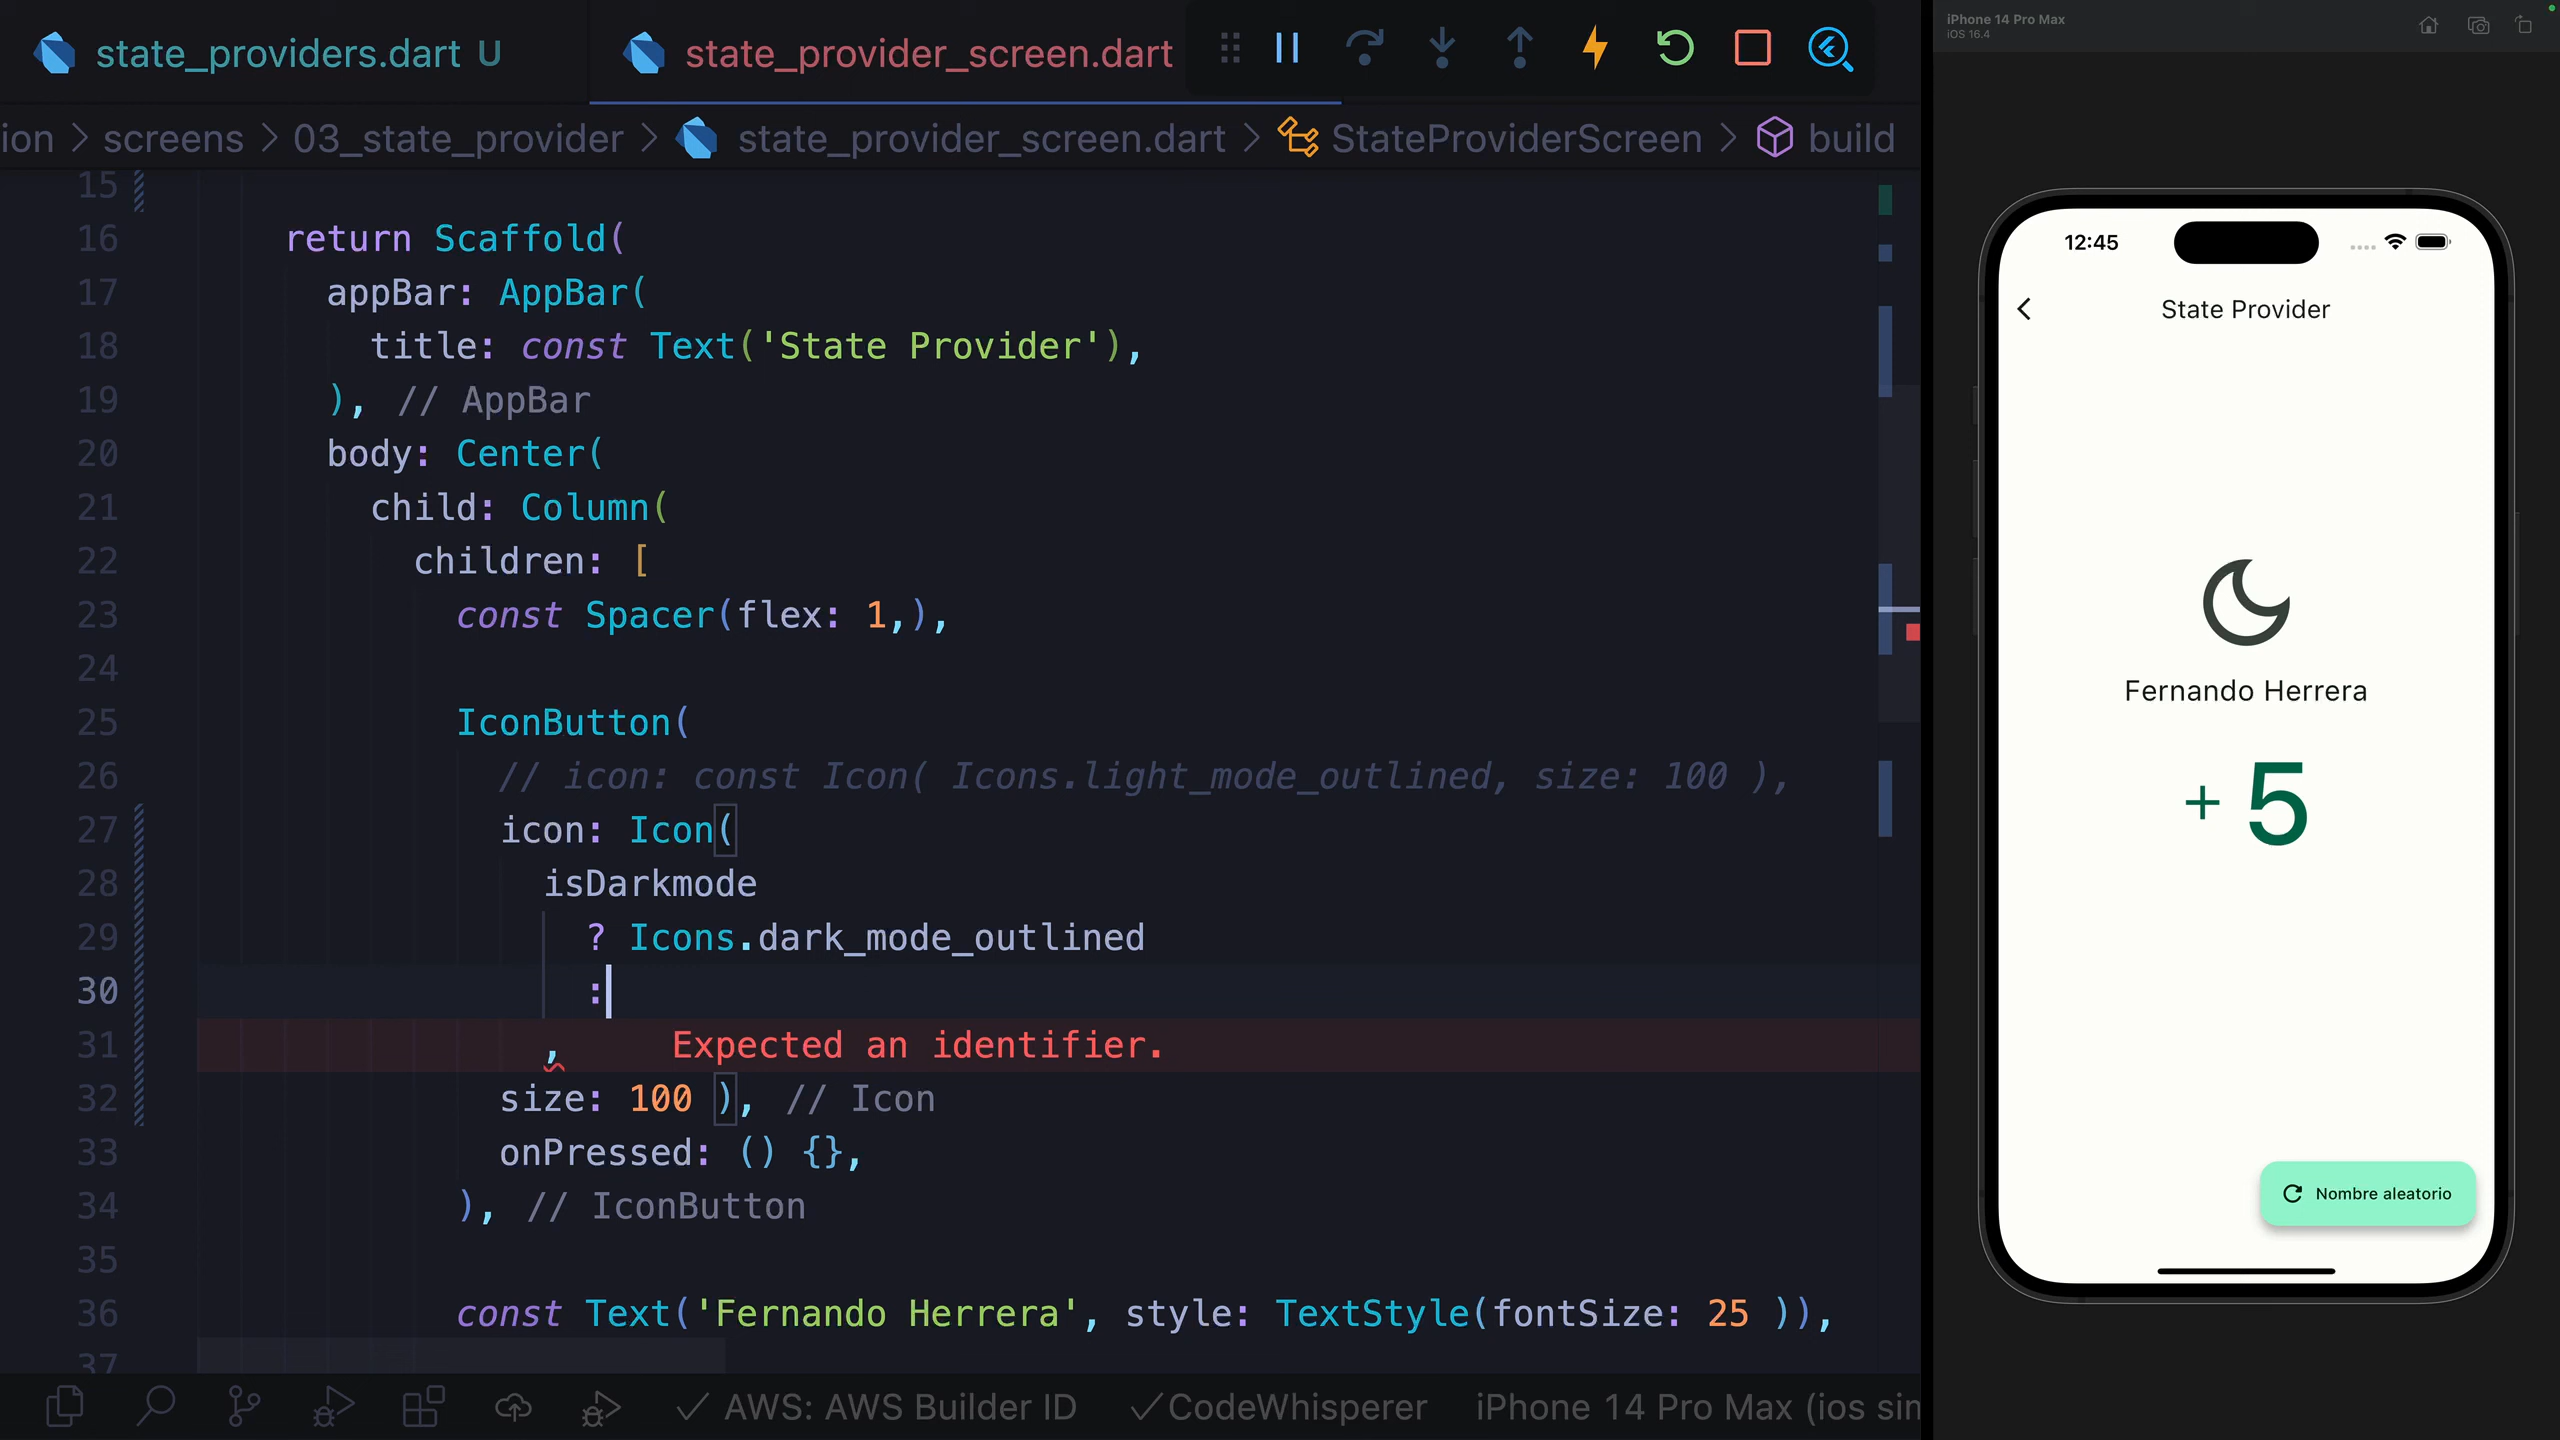 state_providers.dart U
state_provider_screen.dart
ion > screens > 03_state_provider > state_provider_screen.dart > StateProviderScreen > build
15
16 return Scaffold(
17 appBar: AppBar(
18 title: const Text('State Provider'),
19 ), // AppBar
20 body: Center(
21 child: Column(
22 children: [
23 const Spacer(flex: 1,),
24
25 IconButton(
26 // icon: const Icon( Icons.light_mode_outlined, size: 100 ),
27 icon: Icon(
28 isDarkmode
29 ? Icons.dark_mode_outlined
30 :
31 , Expected an identifier.
32 size: 100 ), // Icon
33 onPressed: () {},
34 ), // IconButton
35
36 const Text('Fernando Herrera', style: TextStyle(fontSize: 25 )),
37
AWS: AWS Builder ID CodeWhisperer iPhone 14 Pro Max (ios sim
iPhone 14 Pro Max
iOS 16.4
12:45
State Provider
Fernando Herrera
+ 5
Nombre aleatorio